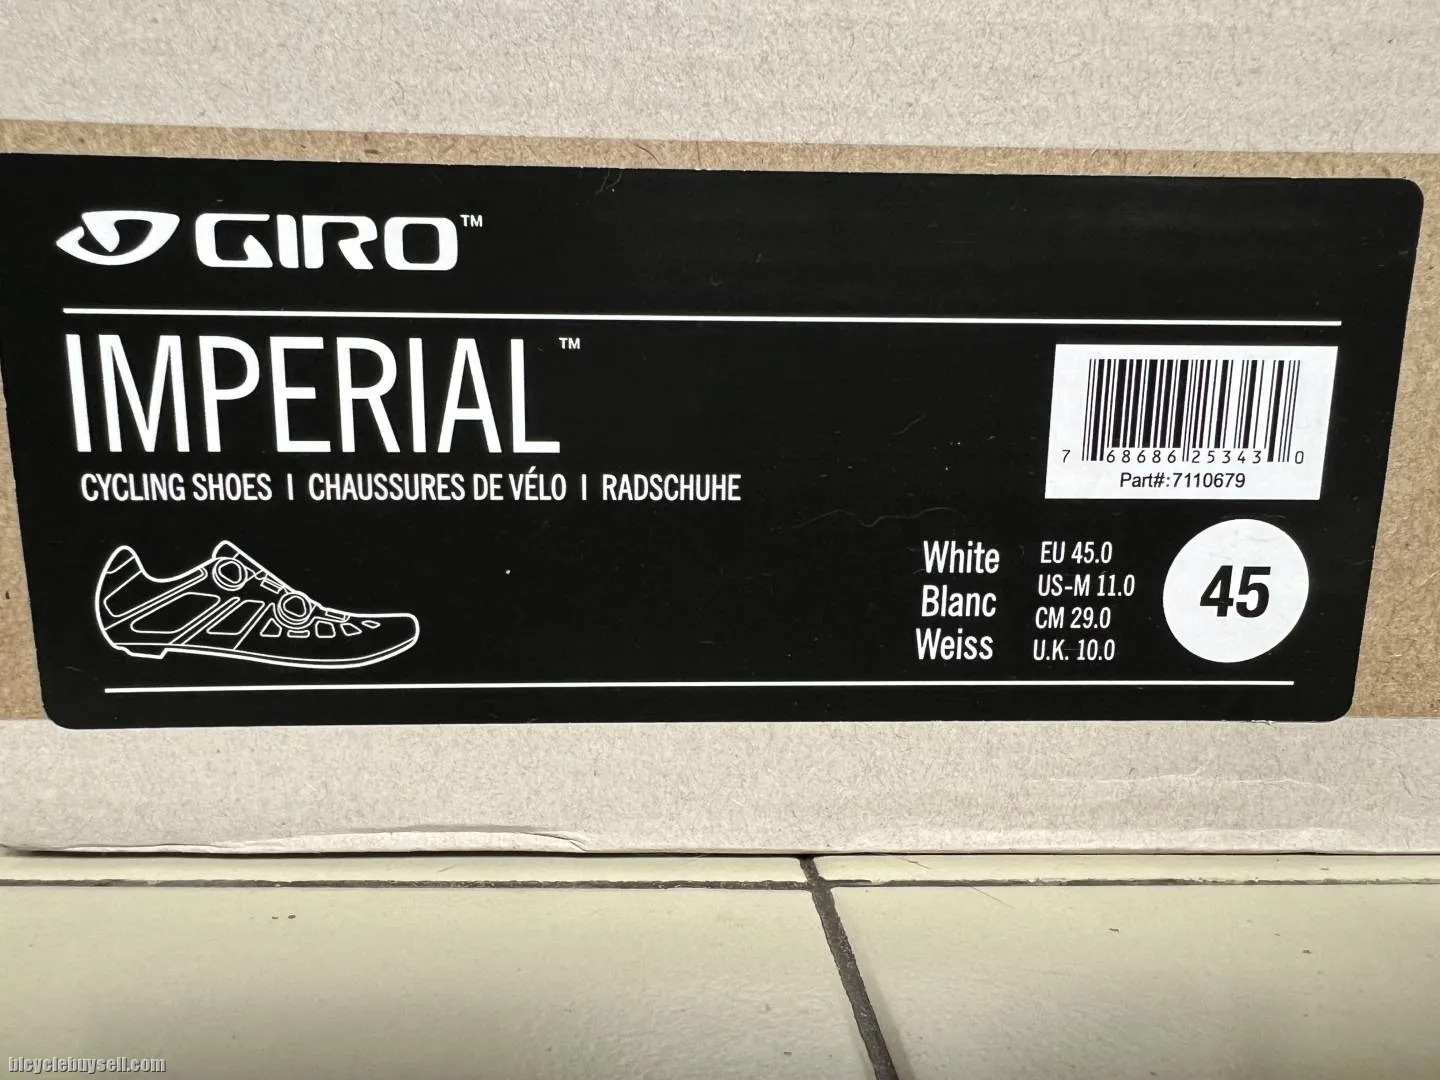 GIRO™
IMPERIAL™
CYCLING SHOES | CHAUSSURES DE VÉLO | RADSCHUHE
7 68686 25343 0
Part#:7110679
White
Blanc
Weiss
EU 45.0
US-M 11.0
CM 29.0
U.K. 10.0
45
bicyclebuysell.com